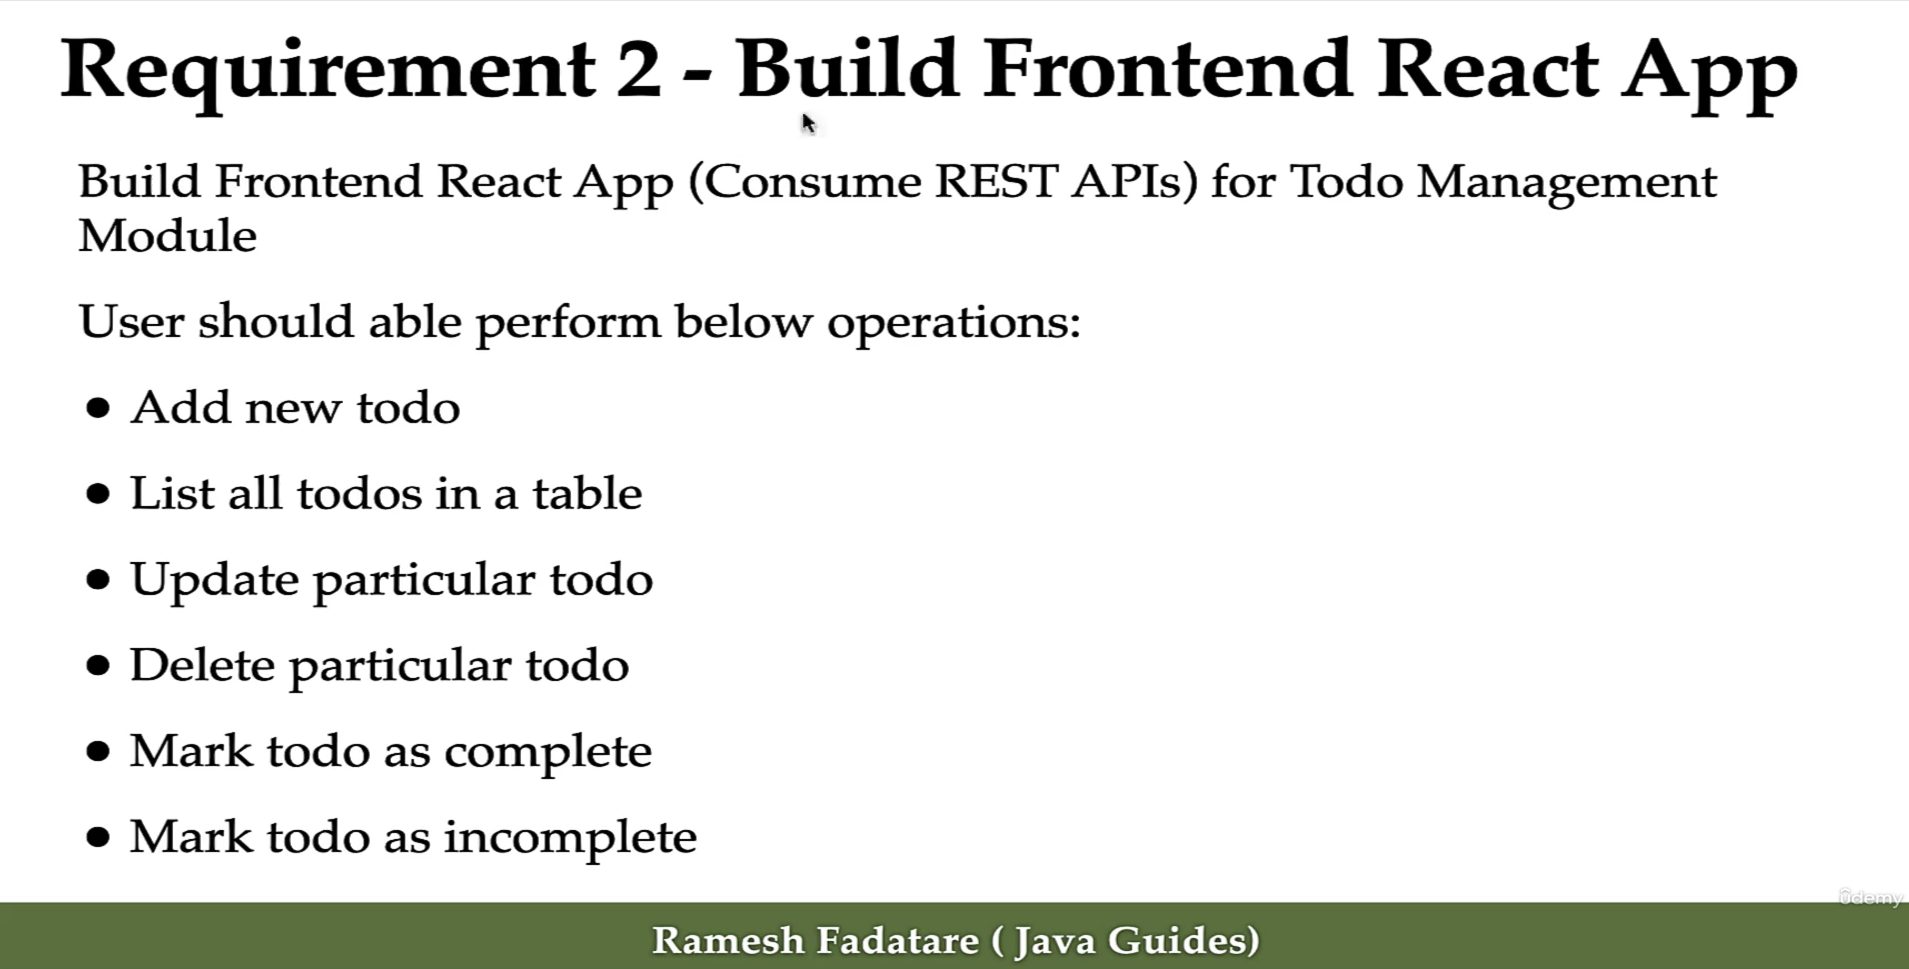 Requirement 2 - Build Frontend React App
Build Frontend React App (Consume REST APIs) for Todo Management
Module
User should able perform below operations:
● Add new todo
● List all todos in a table
● Update particular todo
● Delete particular todo
● Mark todo as complete
● Mark todo as incomplete
udemy
Ramesh Fadatare ( Java Guides)